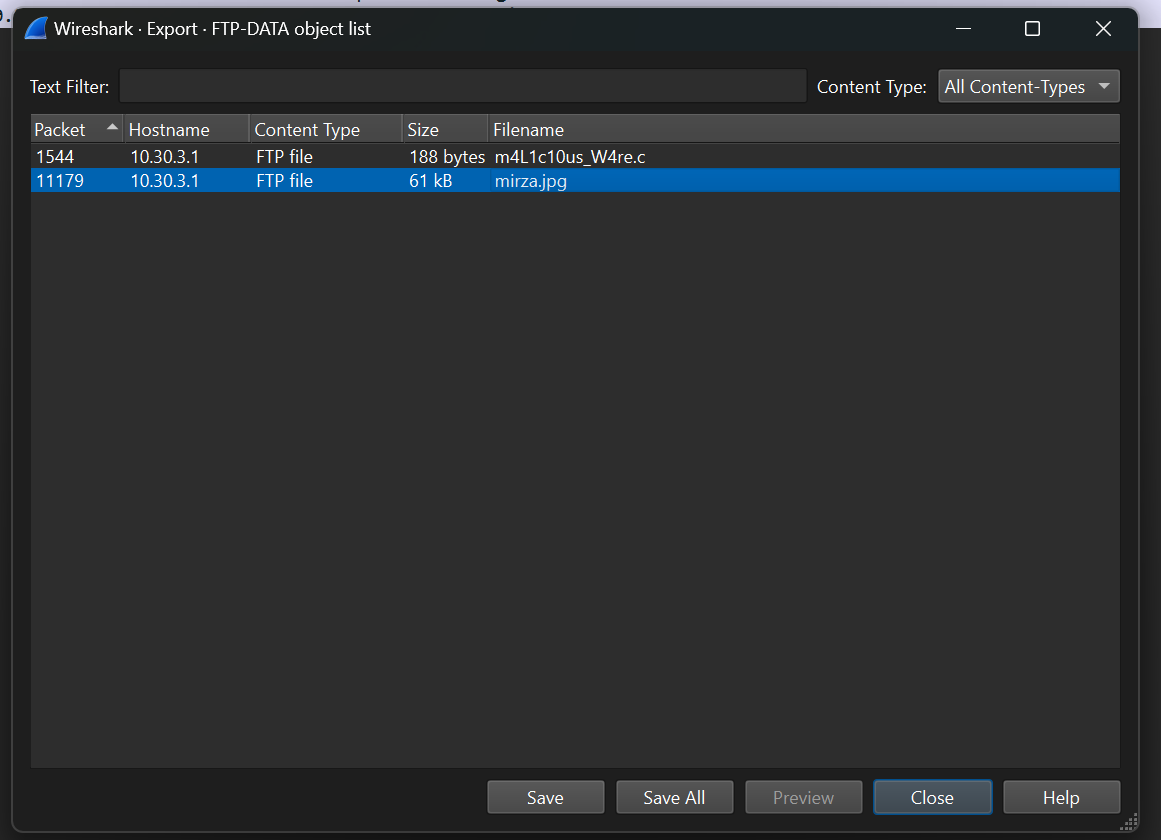 Wireshark · Export · FTP-DATA object list
Text Filter: Content Type: All Content-Types
Packet Hostname Content Type Size Filename
1544 10.30.3.1 FTP file 188 bytes m4L1c10us_W4re.c
11179 10.30.3.1 FTP file 61 kB mirza.jpg
Save Save All Preview Close Help